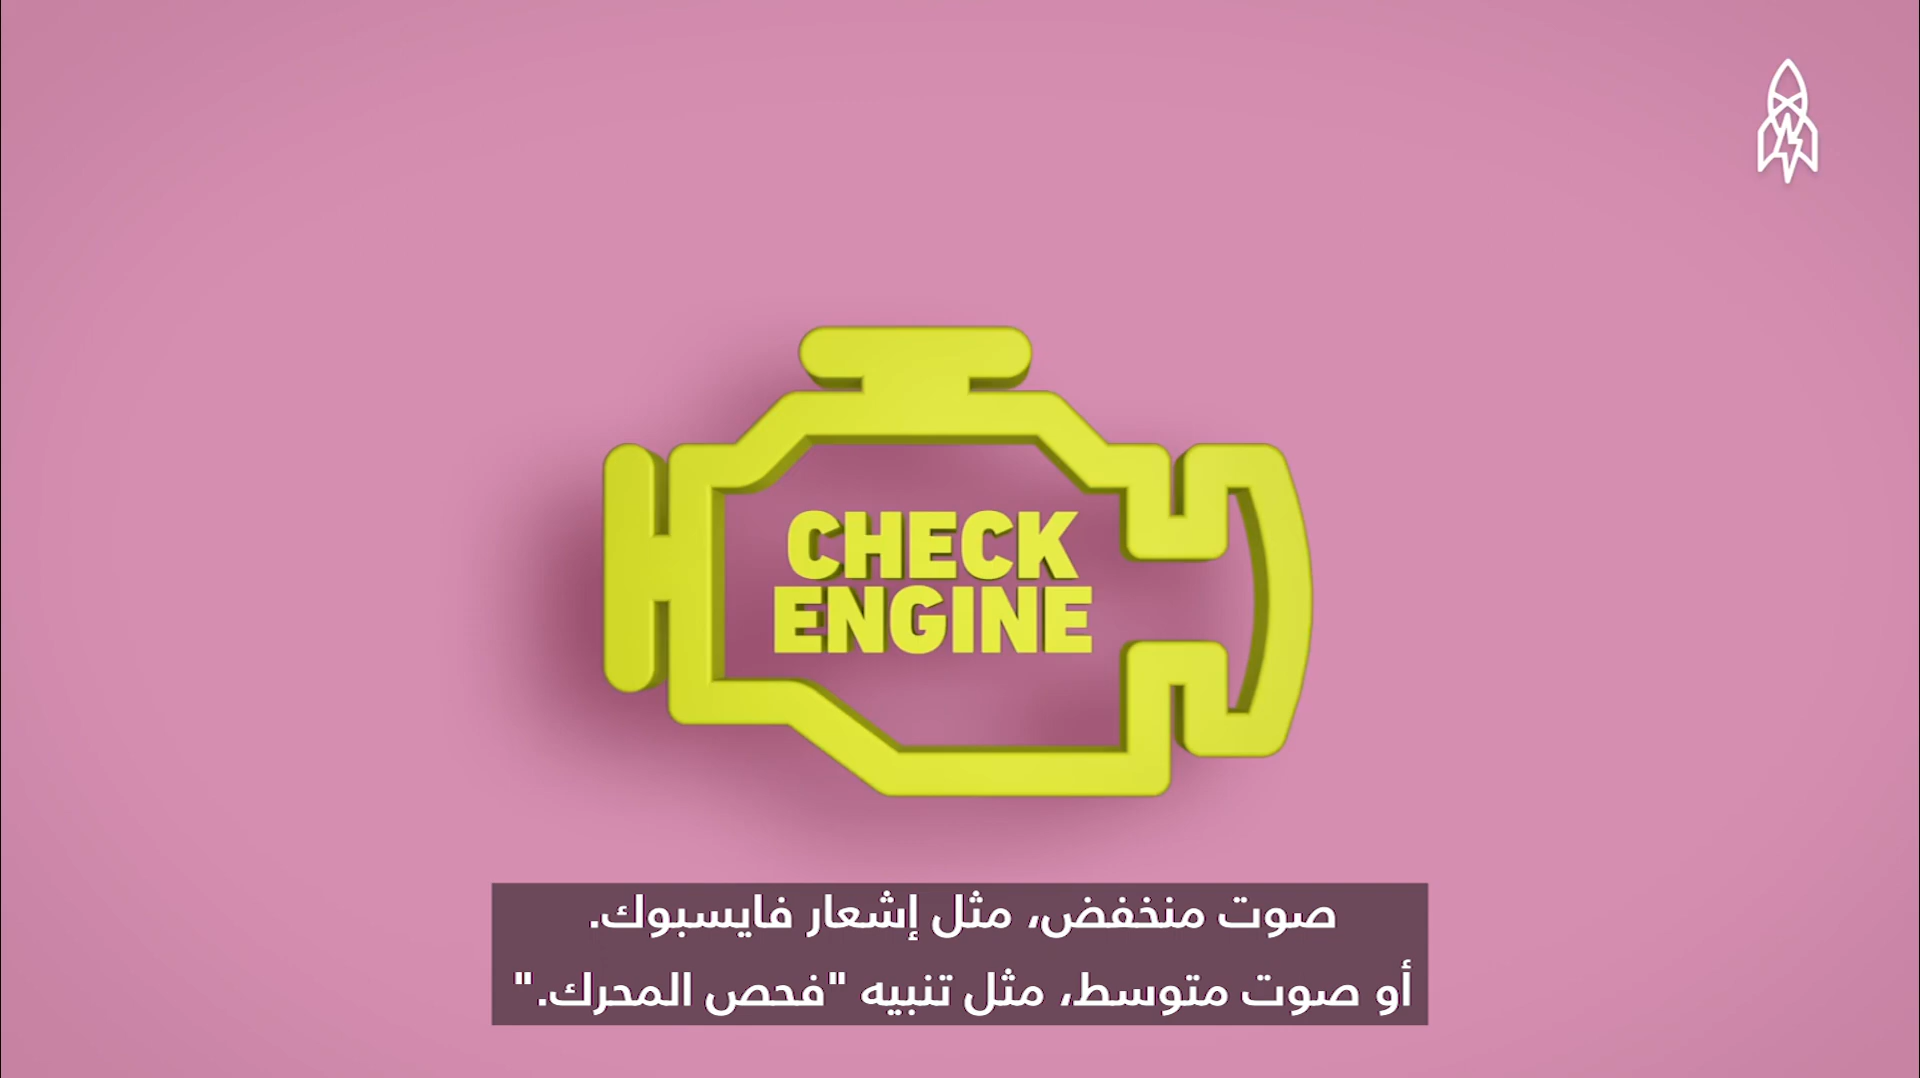 CHECK
ENGINE
صوت منخفض، مثل إشعار فايسبوك.
أو صوت متوسط، مثل تنبيه "فحص المحرك."